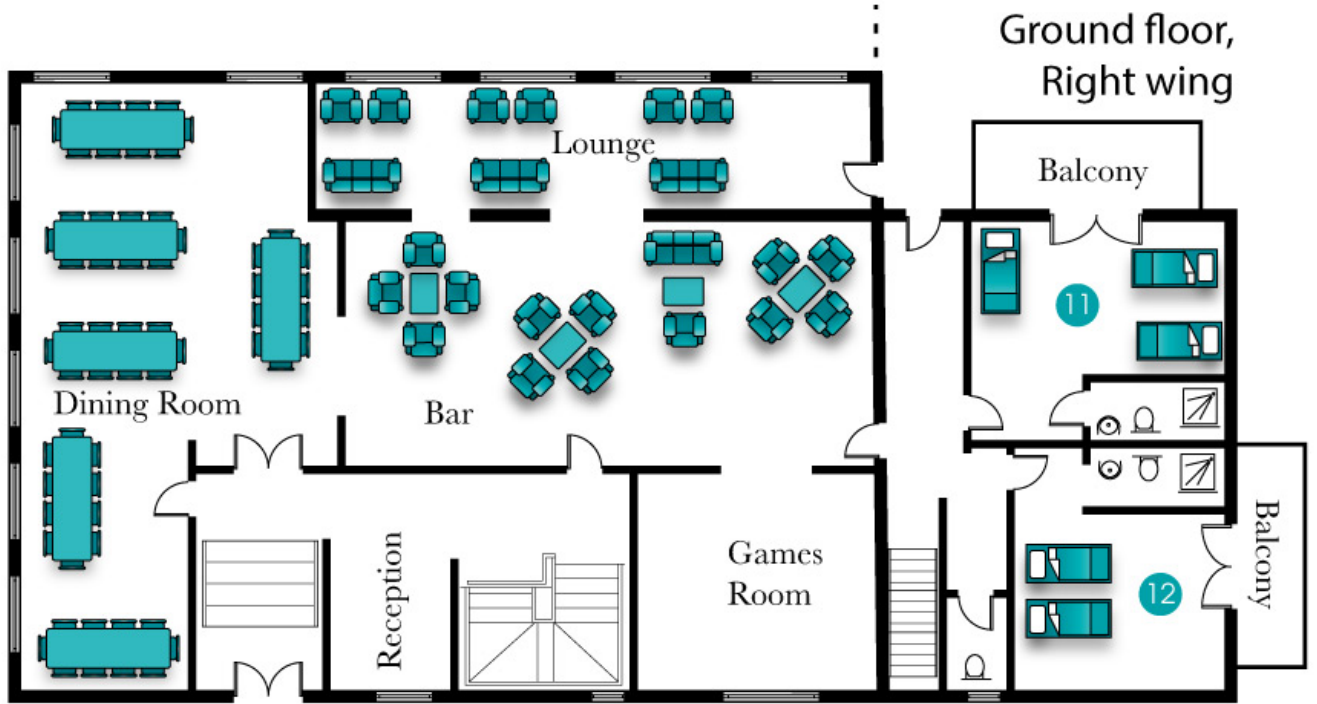 Ground floor,
Right wing
Lounge
Balcony
11
Dining Room
Bar
Reception
Games
Room
12
Balcony